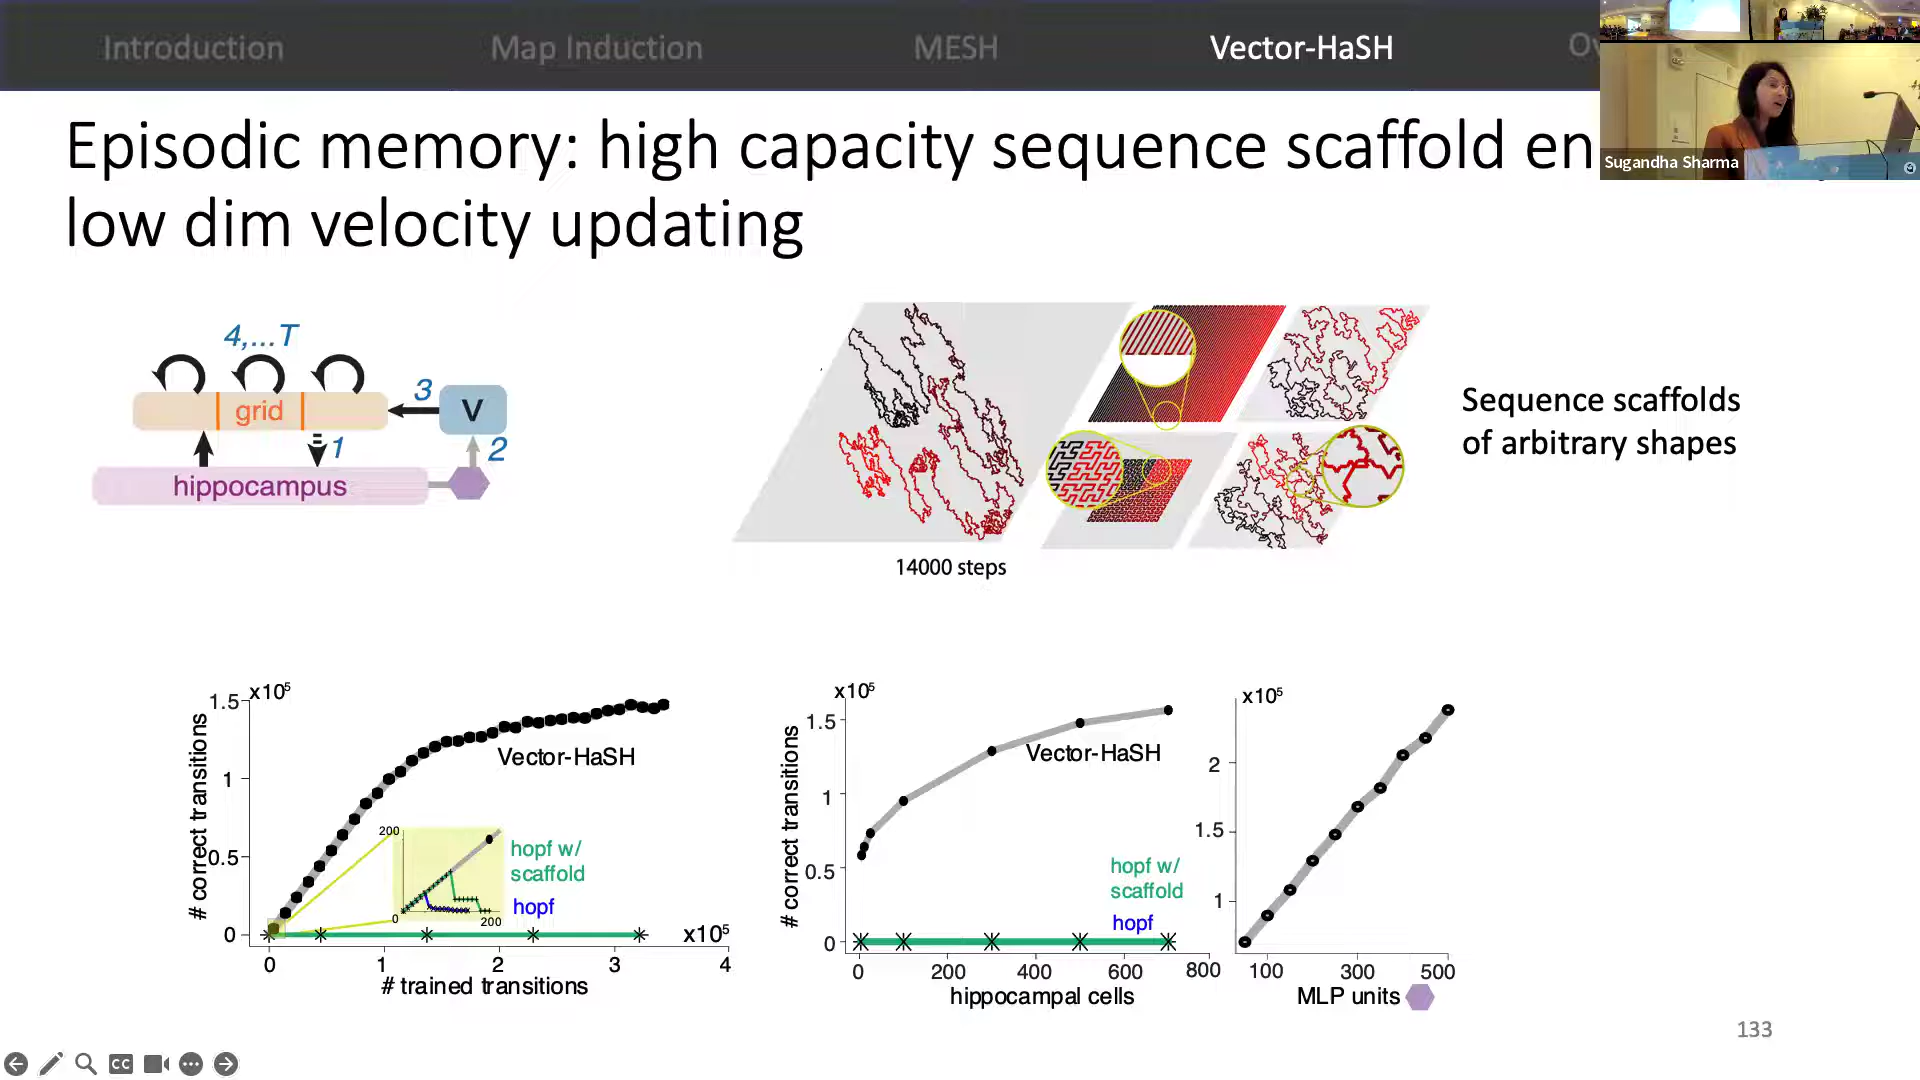 Introduction
Map Induction
MESH
Vector-HaSH
Sugandha Sharma
Episodic memory: high capacity sequence scaffold
low dim velocity updating
4,...T
grid
3
V
1
2
hippocampus
14000 steps
Sequence scaffolds
of arbitrary shapes
x10⁵
1.5
1
0.5
0
# correct transitions
Vector-HaSH
200
0
200
hopf w/
scaffold
hopf
x10⁵
0 1 2 3 4
# trained transitions
x10⁵
1.5
1
0.5
0
# correct transitions
Vector-HaSH
hopf w/
scaffold
hopf
0 200 400 600 800
hippocampal cells
x10⁵
2
1.5
1
100 300 500
MLP units
133
CC